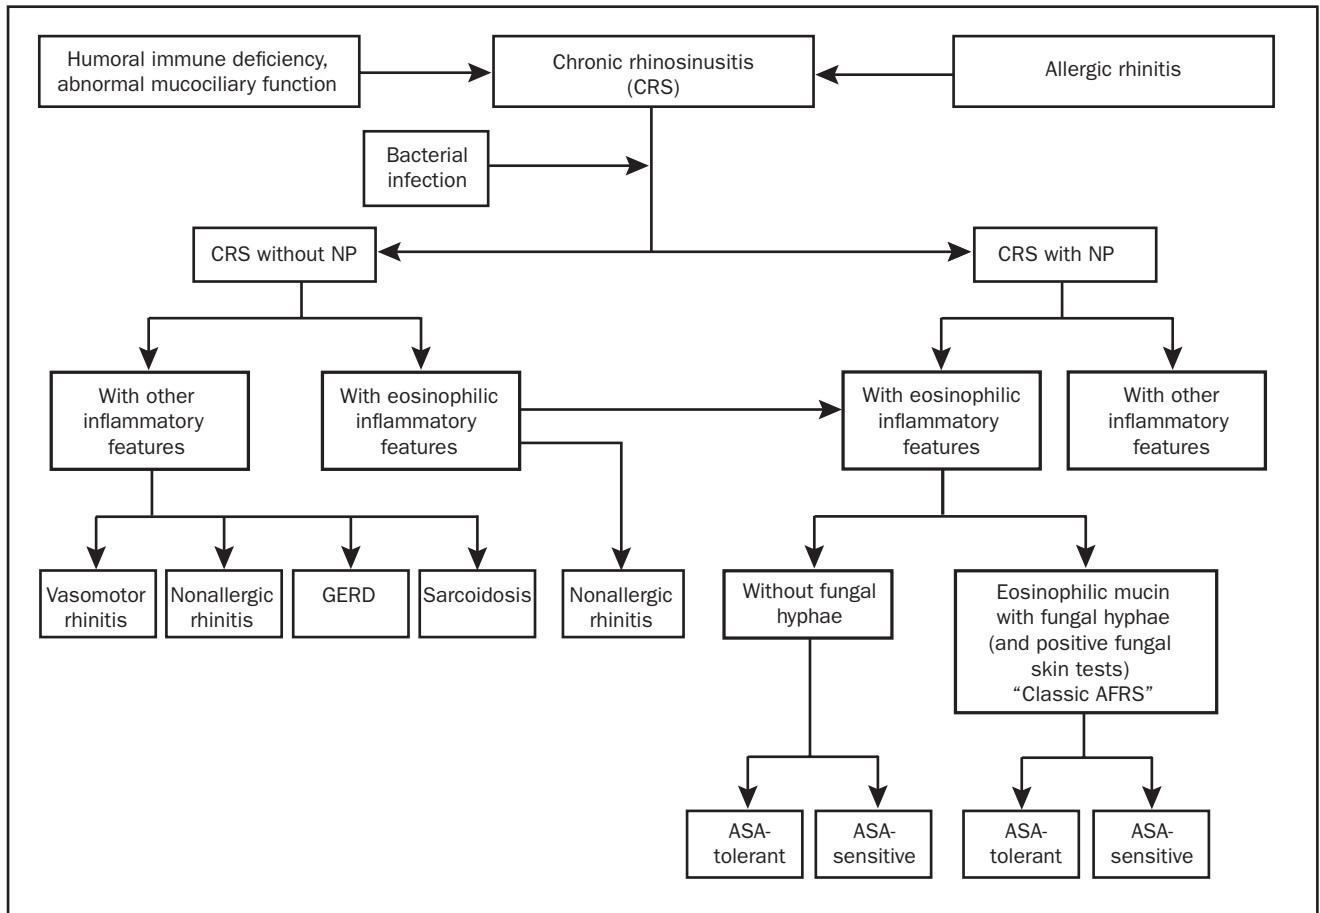 Humoral immune deficiency,
abnormal mucociliary function
Chronic rhinosinusitis
(CRS)
Allergic rhinitis
Bacterial
infection
CRS without NP
CRS with NP
With other
inflammatory
features
With eosinophilic
inflammatory
features
With eosinophilic
inflammatory
features
With other
inflammatory
features
Vasomotor
rhinitis
Nonallergic
rhinitis
GERD
Sarcoidosis
Nonallergic
rhinitis
Without fungal
hyphae
Eosinophilic mucin
with fungal hyphae
(and positive fungal
skin tests)
“Classic AFRS”
ASA-
tolerant
ASA-
sensitive
ASA-
tolerant
ASA-
sensitive